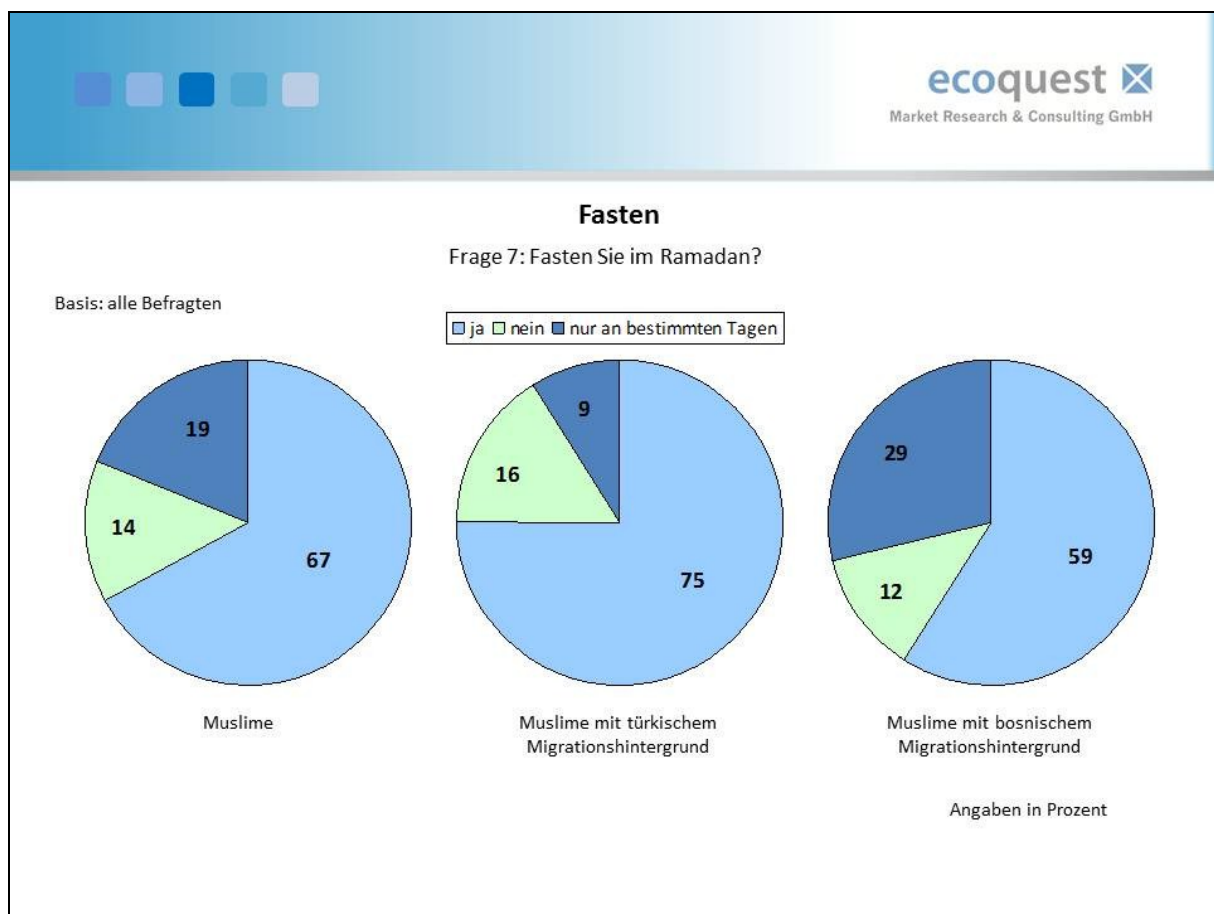 ecoquest
Market Research & Consulting GmbH
Fasten
Frage 7: Fasten Sie im Ramadan?
Basis: alle Befragten
ja nein nur an bestimmten Tagen
19
14
67
9
16
75
29
12
59
Muslime
Muslime mit türkischem
Migrationshintergrund
Muslime mit bosnischem
Migrationshintergrund
Angaben in Prozent